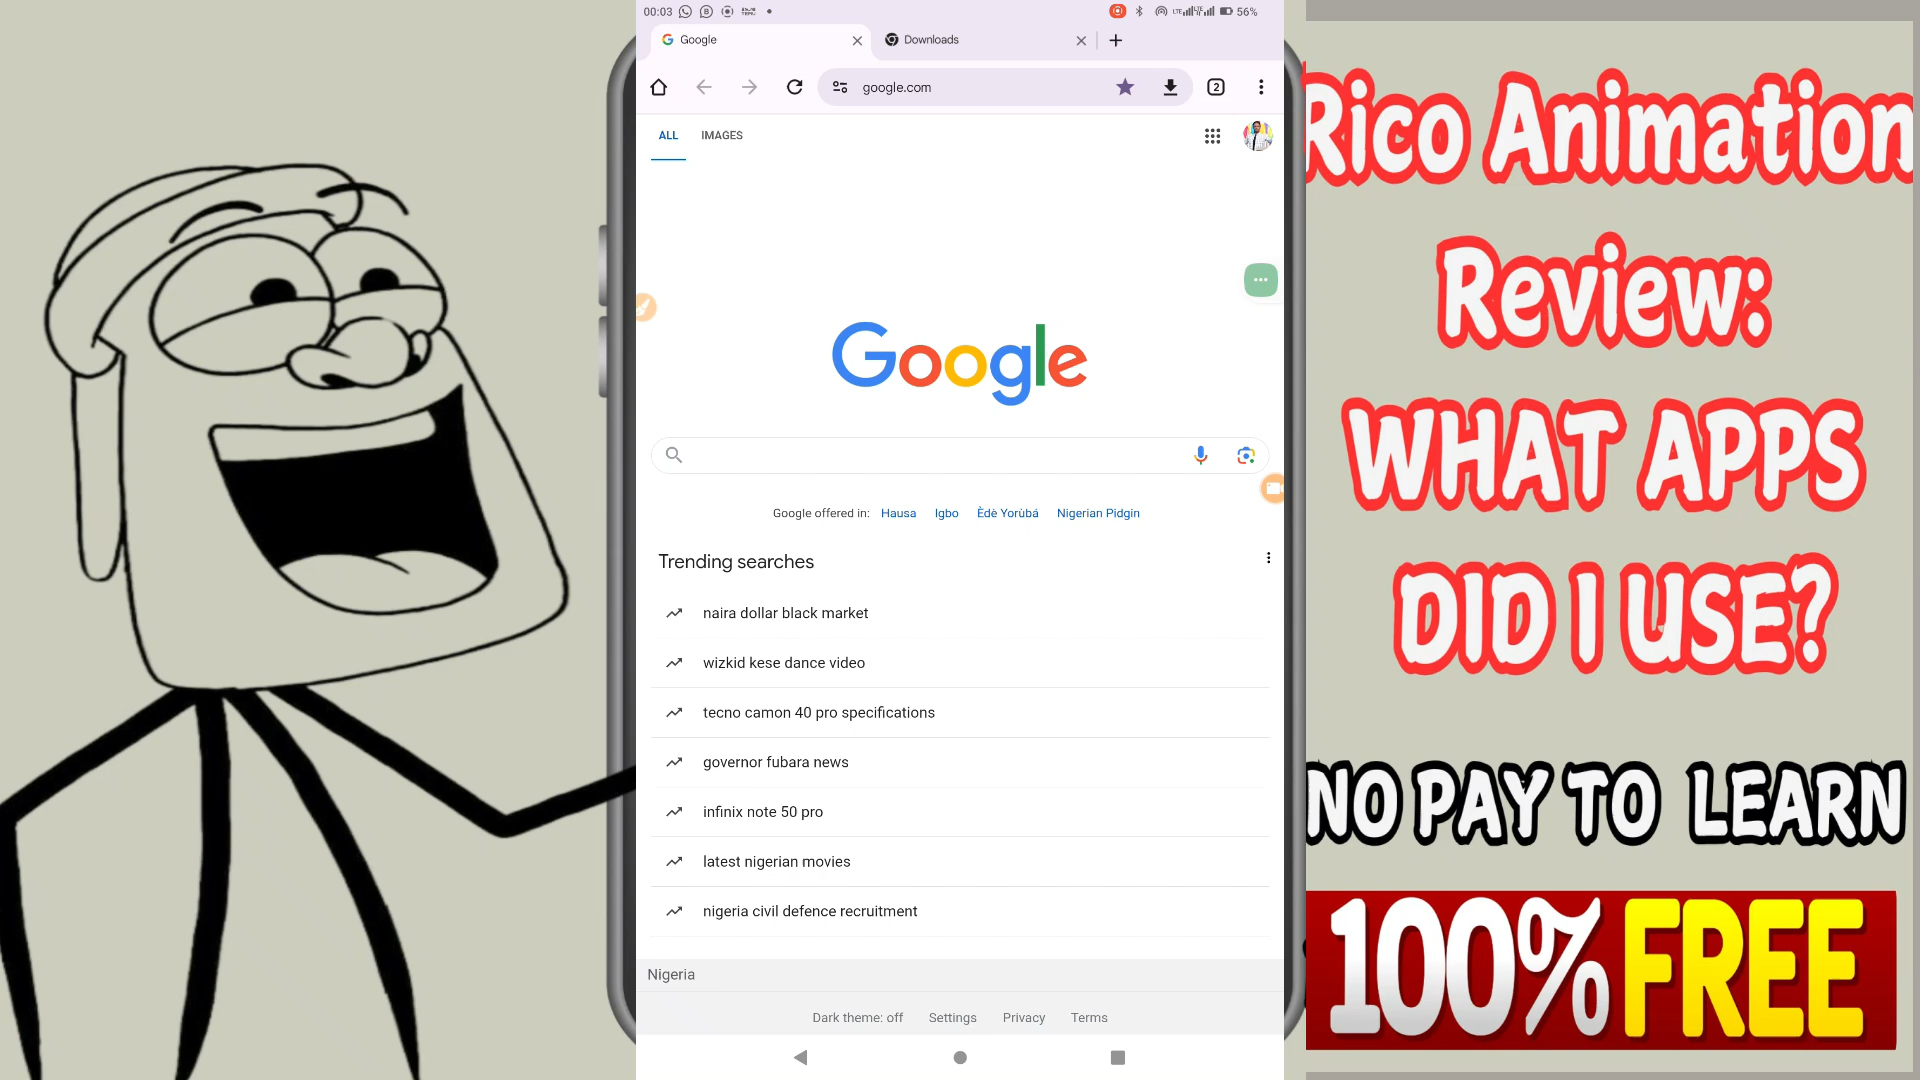 00:03
56%
Google
Downloads
google.com
2
ALL
IMAGES
Google
Google offered in: Hausa Igbo Èdè Yorùbá Nigerian Pidgin
Trending searches
naira dollar black market
wizkid kese dance video
tecno camon 40 pro specifications
governor fubara news
infinix note 50 pro
latest nigerian movies
nigeria civil defence recruitment
Nigeria
Dark theme: off Settings Privacy Terms
Rico Animation
Review:
WHAT APPS
DID I USE?
NO PAY TO LEARN
100% FREE